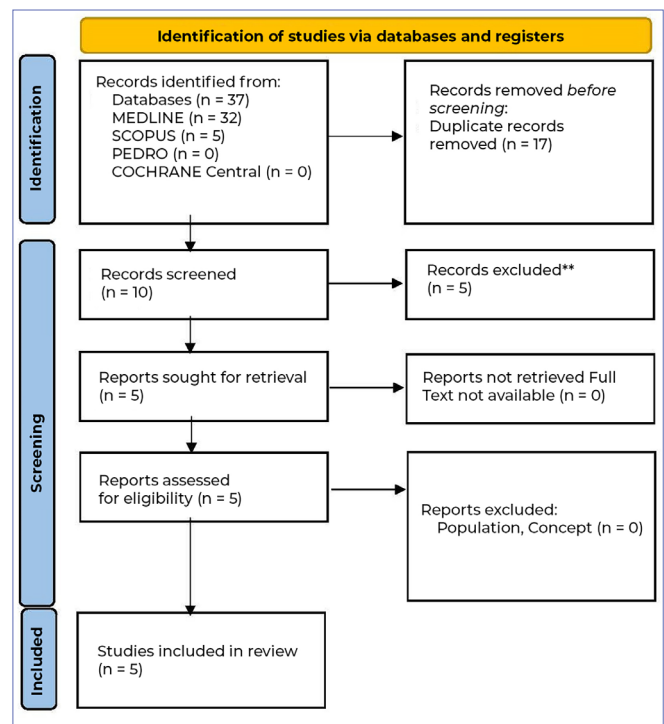 Identification of studies via databases and registers
Identification
Records identified from:
Databases (n = 37)
MEDLINE (n = 32)
SCOPUS (n = 5)
PEDRO (n = 0)
COCHRANE Central (n = 0)
Records removed before
screening:
Duplicate records
removed (n = 17)
Screening
Records screened
(n = 10)
Records excluded**
(n = 5)
Reports sought for retrieval
(n = 5)
Reports not retrieved Full
Text not available (n = 0)
Reports assessed
for eligibility (n = 5)
Reports excluded:
Population, Concept (n = 0)
Included
Studies included in review
(n = 5)